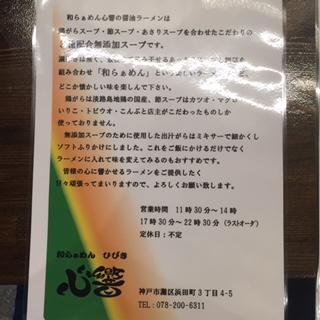 和らぁめん心響の醤油ラーメンは
鶏がらスープ・節スープ・あさりスープを合わせたこだわりの
配合無添加スープです。
組み合わせ「和らぁめん」という
どこか懐かしい味を楽しんで下さい。
鶏がらは淡路島地鶏の国産、節スープはカツオ・マグロ
いりこ・トビウオ・こんぶと店主がこだわったものしか
使っておりません。
無添加スープのために使用した出汁がらはミキサーで細かくし
ソフトふりかけにしました。これをご飯にかけるだけでなく
ラーメンに入れて味を変えてみるのもおすすめです。
皆様の心に響かせるラーメンをご提供したく
日々頑張ってまいりますので、よろしくお願い致します。
営業時間 11時30分～14時
17時30分～22時30分（ラストオーダ）
定休日：不定
和らぁめん ひびき
心響
神戸市灘区浜田町3丁目4-5
TEL:078-200-6311